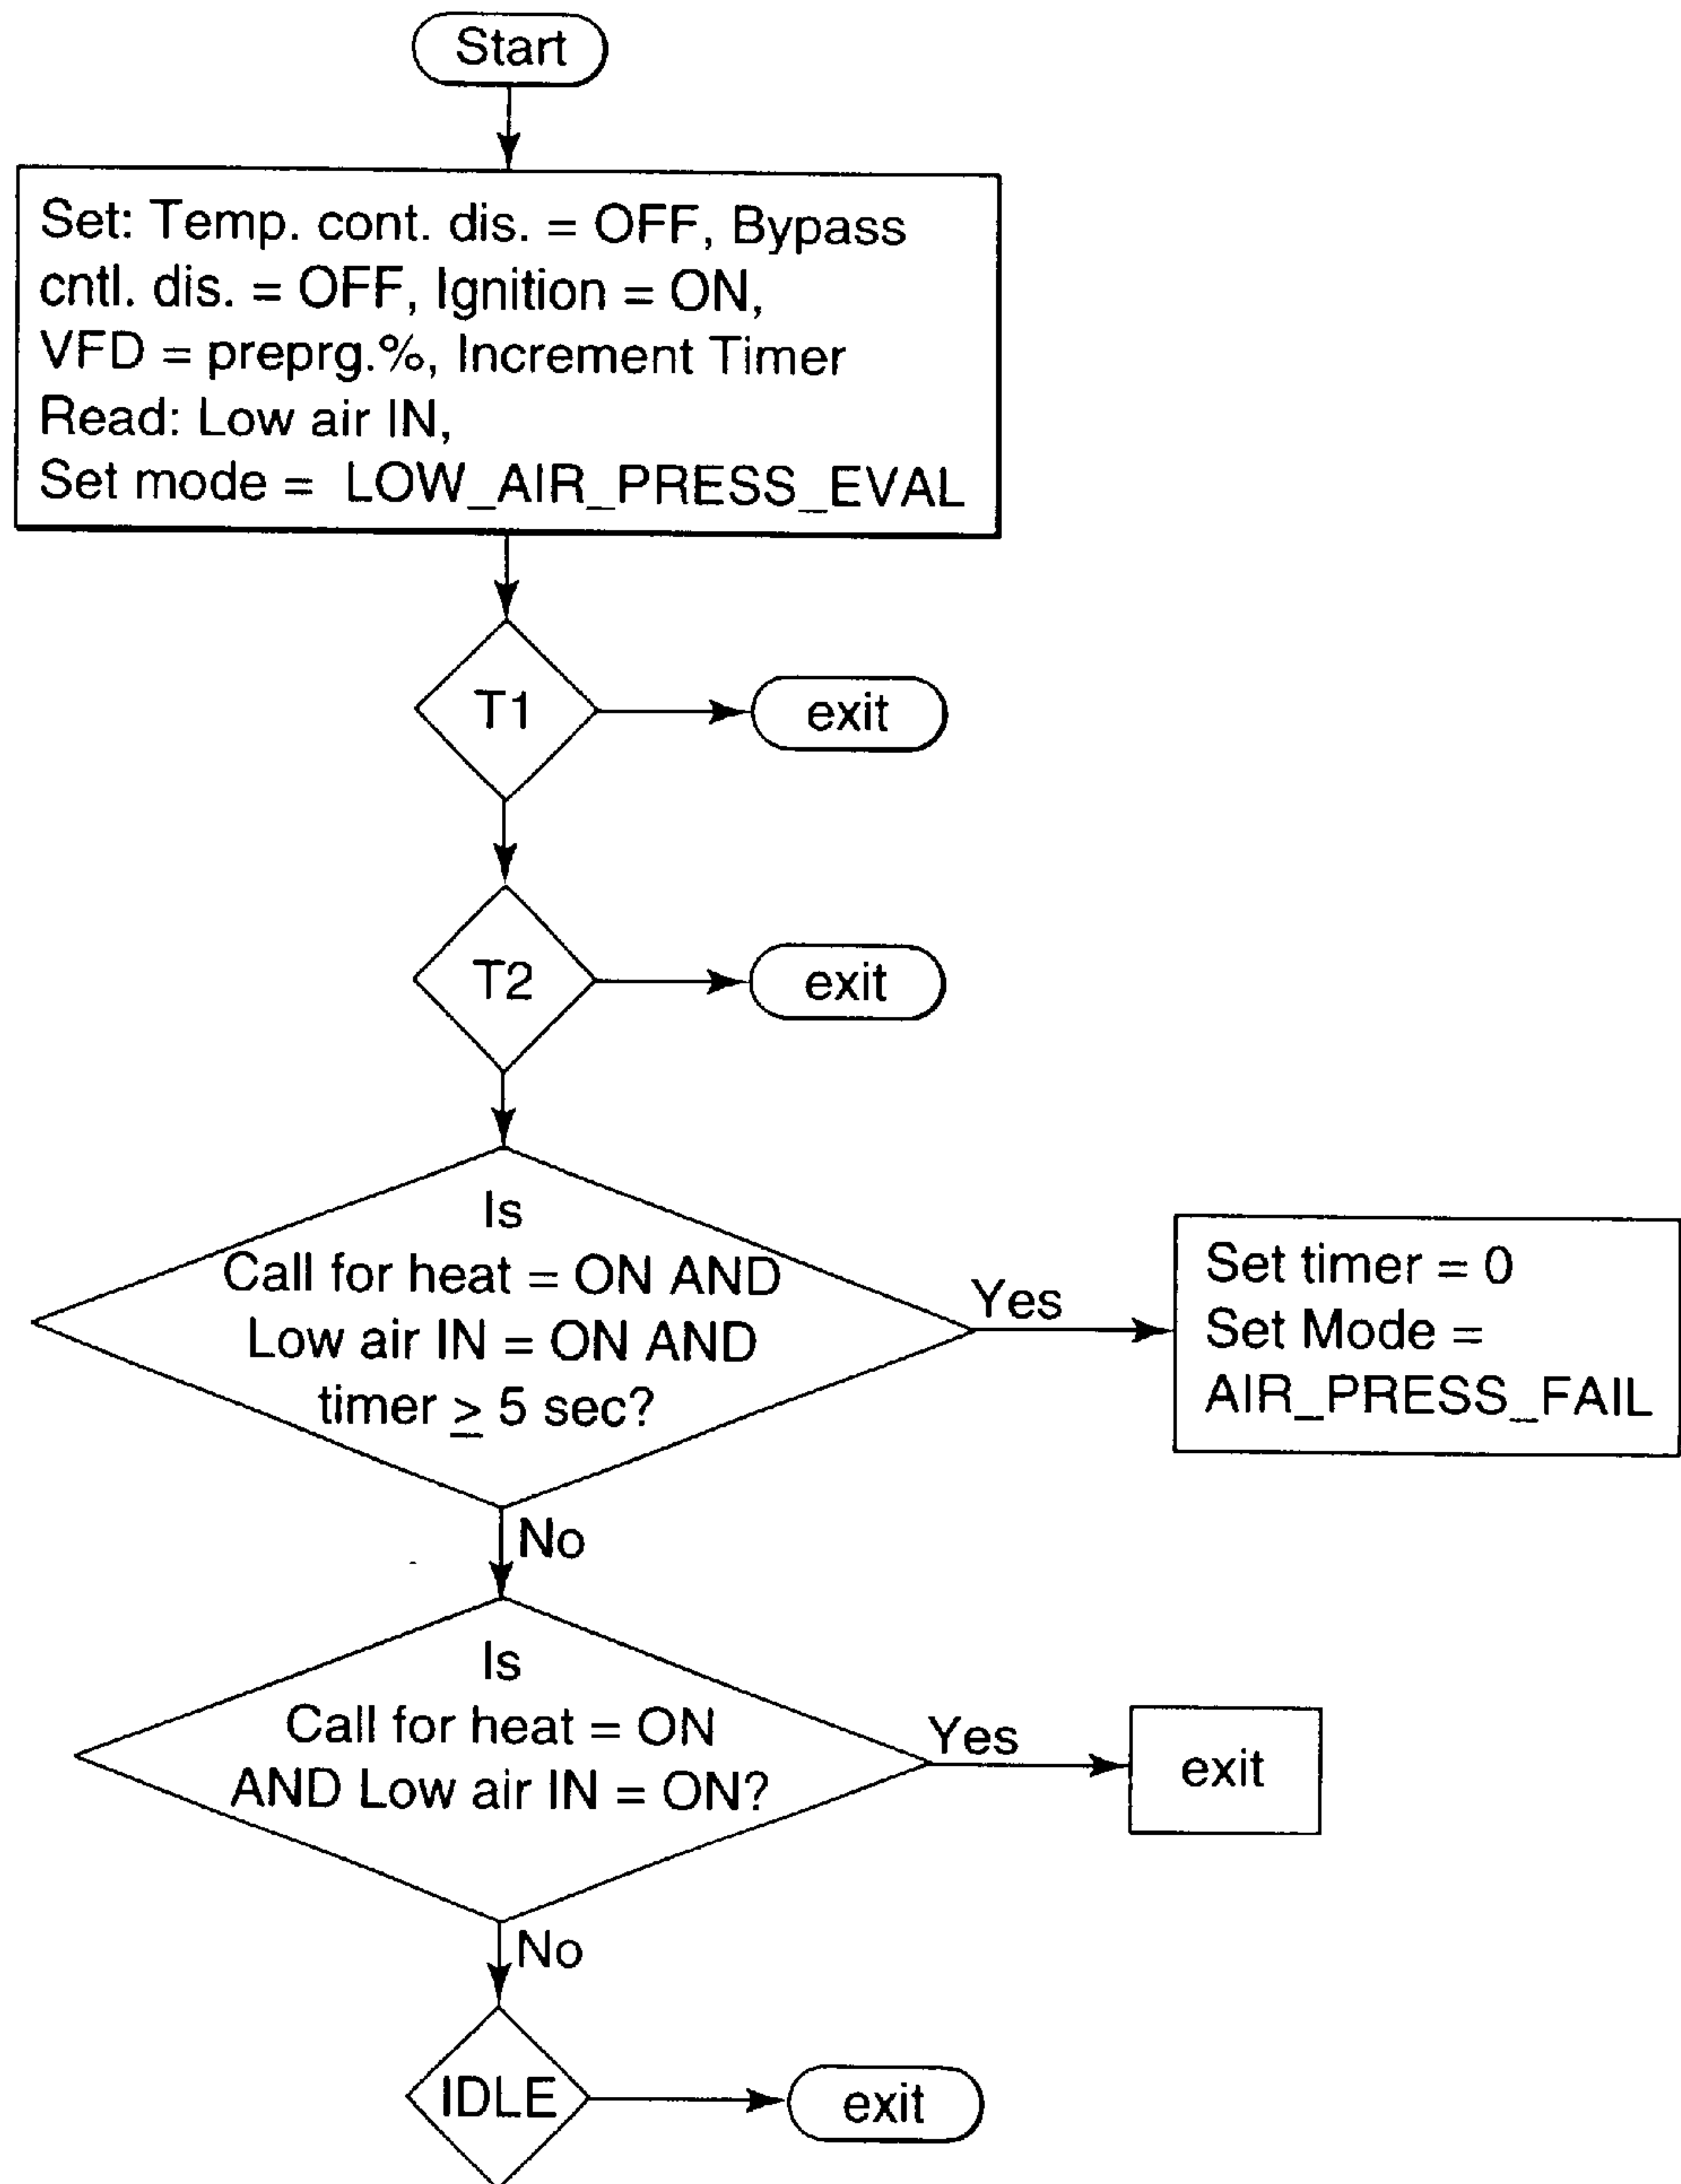 Start
Set: Temp. cont. dis. = OFF, Bypass
cntl. dis. = OFF, Ignition = ON,
VFD = preprg.%, Increment Timer
Read: Low air IN,
Set mode = LOW_AIR_PRESS_EVAL
T1
exit
T2
exit
Is
Call for heat = ON AND
Low air IN = ON AND
timer ≥ 5 sec?
Yes
Set timer = 0
Set Mode =
AIR_PRESS_FAIL
No
Is
Call for heat = ON
AND Low air IN = ON?
Yes
exit
No
IDLE
exit